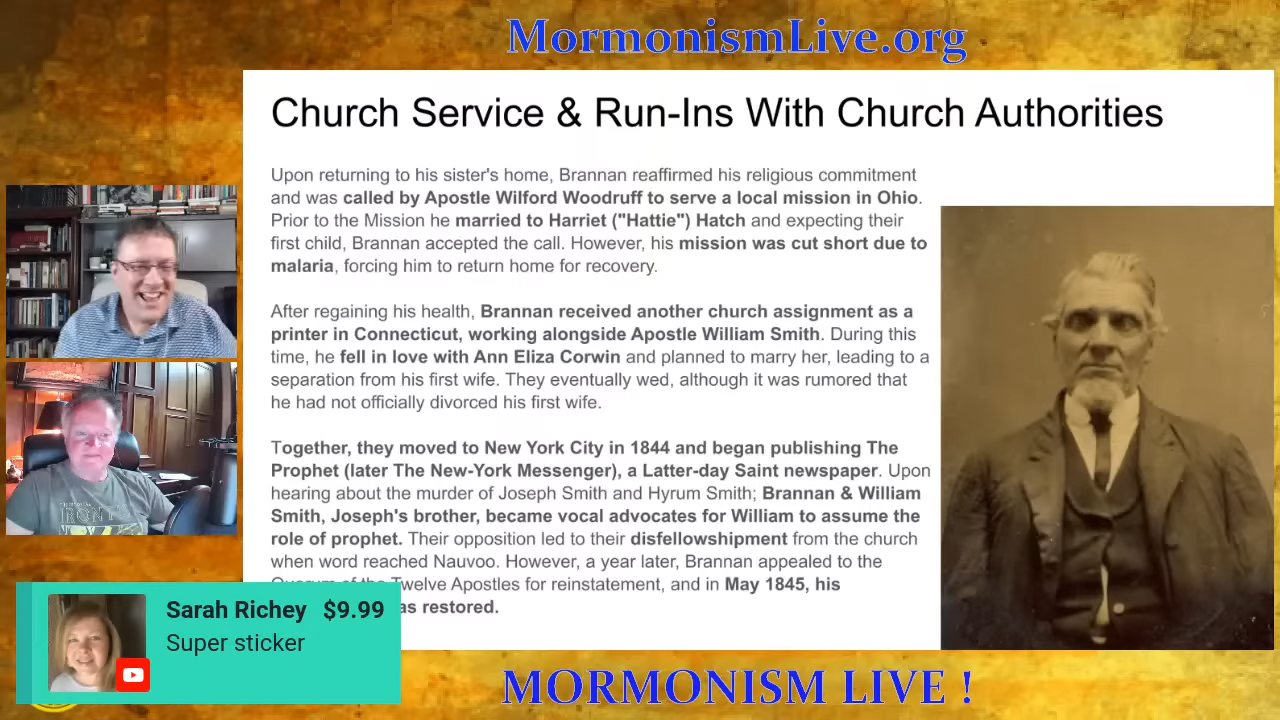 MormonismLive.org
Church Service & Run-Ins With Church Authorities
Upon returning to his sister's home, Brannan reaffirmed his religious commitment
and was called by Apostle Wilford Woodruff to serve a local mission in Ohio.
Prior to the Mission he married to Harriet ("Hattie") Hatch and expecting their
first child, Brannan accepted the call. However, his mission was cut short due to
malaria, forcing him to return home for recovery.
After regaining his health, Brannan received another church assignment as a
printer in Connecticut, working alongside Apostle William Smith. During this
time, he fell in love with Ann Eliza Corwin and planned to marry her, leading to a
separation from his first wife. They eventually wed, although it was rumored that
he had not officially divorced his first wife.
Together, they moved to New York City in 1844 and began publishing The
Prophet (later The New-York Messenger), a Latter-day Saint newspaper. Upon
hearing about the murder of Joseph Smith and Hyrum Smith; Brannan & William
Smith, Joseph's brother, became vocal advocates for William to assume the
role of prophet. Their opposition led to their disfellowshipment from the church
when word reached Nauvoo. However, a year later, Brannan appealed to the
Quorum of the Twelve Apostles for reinstatement, and in May 1845, his
as restored.
Sarah Richey $9.99
Super sticker
MORMONISM LIVE !